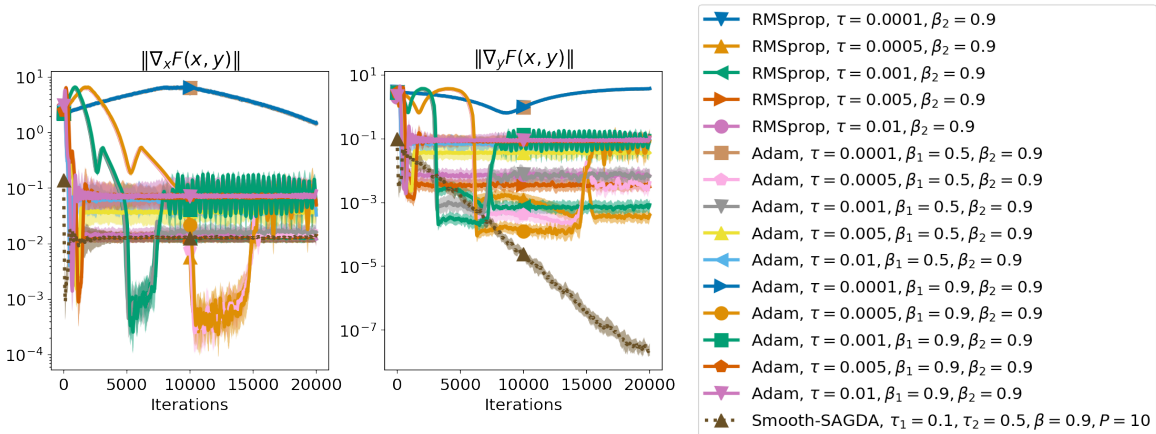 ‖∇ₓF(x, y)‖
10¹
10⁰
10⁻¹
10⁻²
10⁻³
10⁻⁴
0 5000 10000 15000 20000
Iterations
‖∇ᵧF(x, y)‖
10¹
10⁻¹
10⁻³
10⁻⁵
10⁻⁷
0 5000 10000 15000 20000
Iterations
RMSprop, τ = 0.0001, β₂ = 0.9
RMSprop, τ = 0.0005, β₂ = 0.9
RMSprop, τ = 0.001, β₂ = 0.9
RMSprop, τ = 0.005, β₂ = 0.9
RMSprop, τ = 0.01, β₂ = 0.9
Adam, τ = 0.0001, β₁ = 0.5, β₂ = 0.9
Adam, τ = 0.0005, β₁ = 0.5, β₂ = 0.9
Adam, τ = 0.001, β₁ = 0.5, β₂ = 0.9
Adam, τ = 0.005, β₁ = 0.5, β₂ = 0.9
Adam, τ = 0.01, β₁ = 0.5, β₂ = 0.9
Adam, τ = 0.0001, β₁ = 0.9, β₂ = 0.9
Adam, τ = 0.0005, β₁ = 0.9, β₂ = 0.9
Adam, τ = 0.001, β₁ = 0.9, β₂ = 0.9
Adam, τ = 0.005, β₁ = 0.9, β₂ = 0.9
Adam, τ = 0.01, β₁ = 0.9, β₂ = 0.9
Smooth-SAGDA, τ₁ = 0.1, τ₂ = 0.5, β = 0.9, P = 10